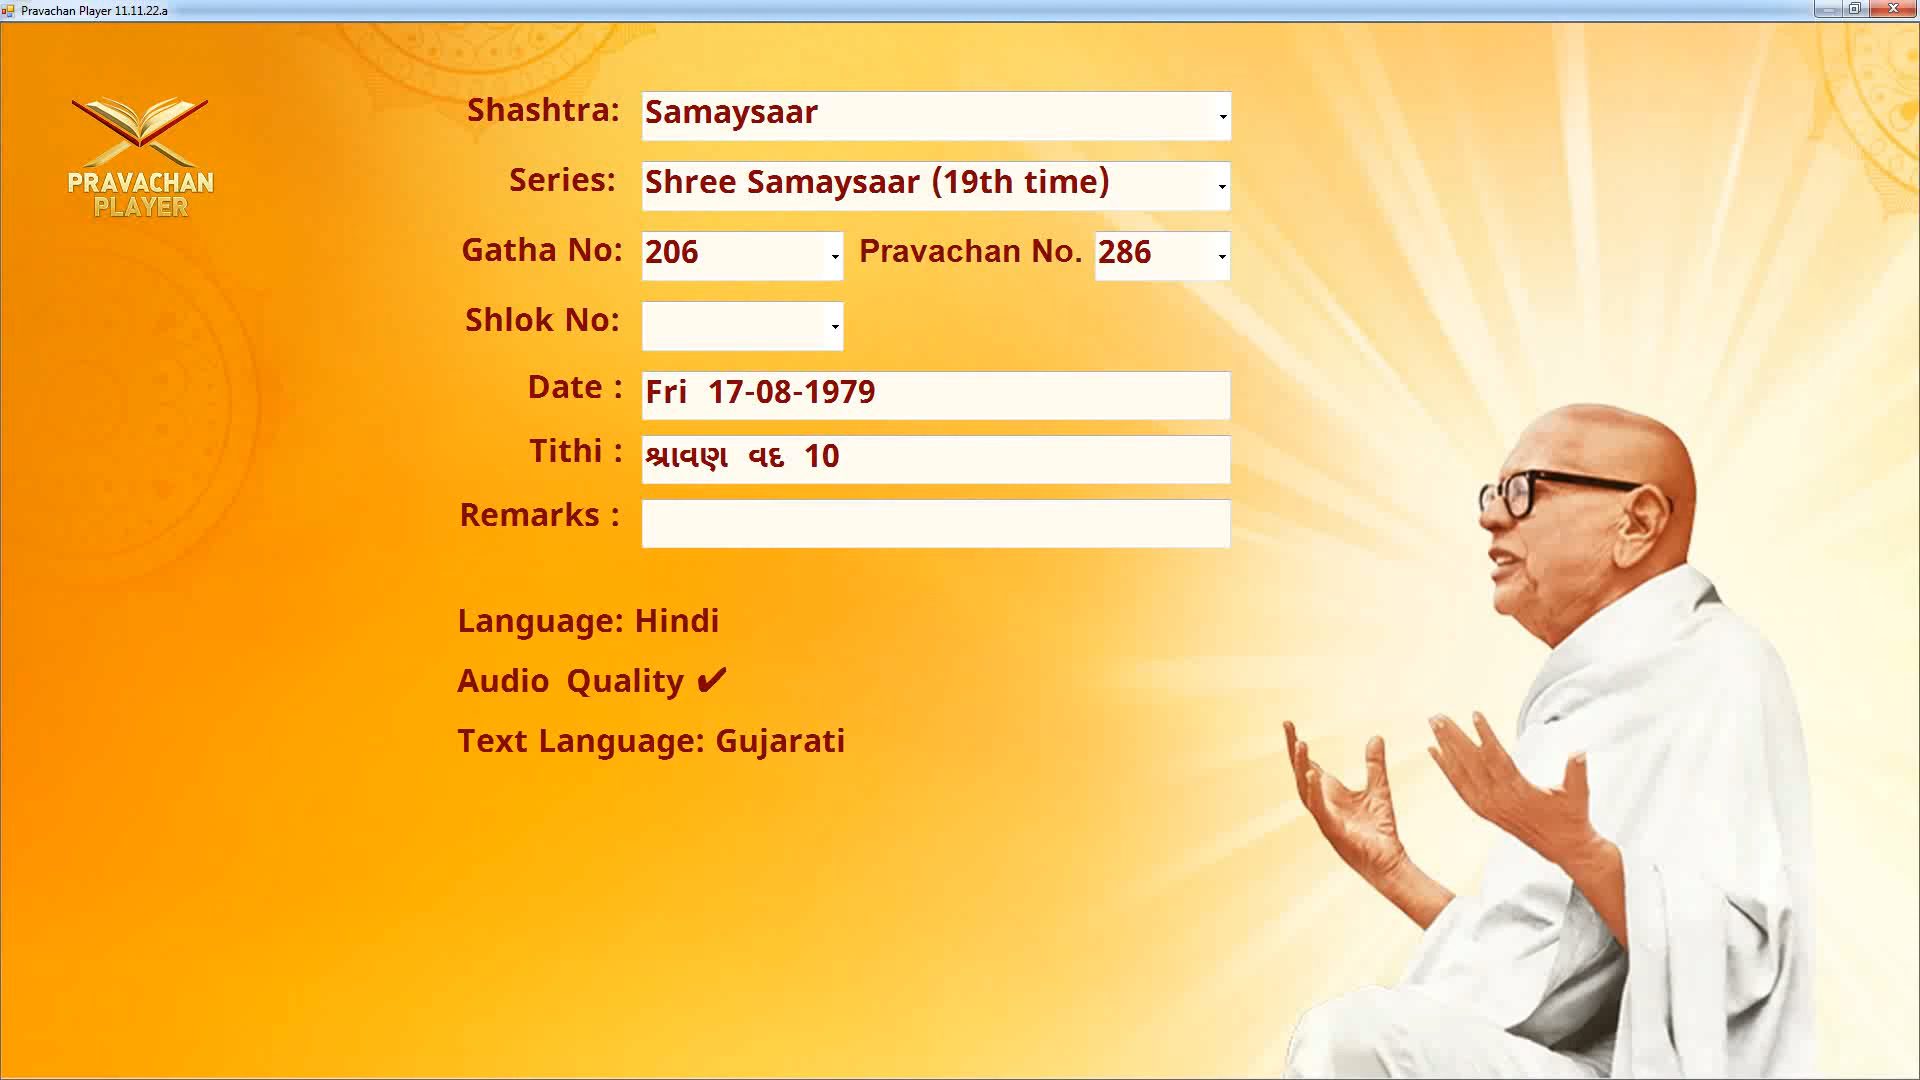 Pravachan Player 11.11.22.a
PRAVACHAN
PLAYER
Shashtra: Samaysaar
Series: Shree Samaysaar (19th time)
Gatha No: 206 Pravachan No. 286
Shlok No:
Date : Fri 17-08-1979
Tithi : શ્રાવણ વદ 10
Remarks :
Language: Hindi
Audio Quality ✔
Text Language: Gujarati